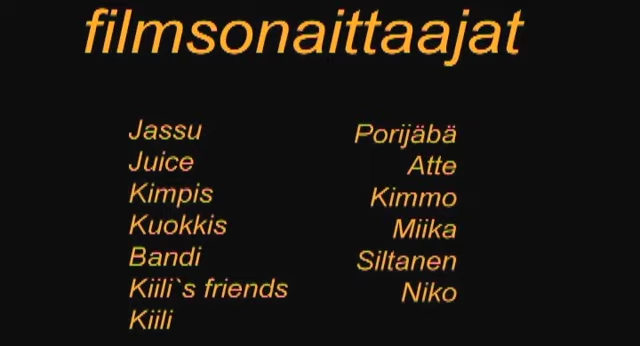 filmsonaittaajat
Jassu
Juice
Kimpis
Kuokkis
Bandi
Kiili`s friends
Kiili
Porijäbä
Atte
Kimmo
Miika
Siltanen
Niko